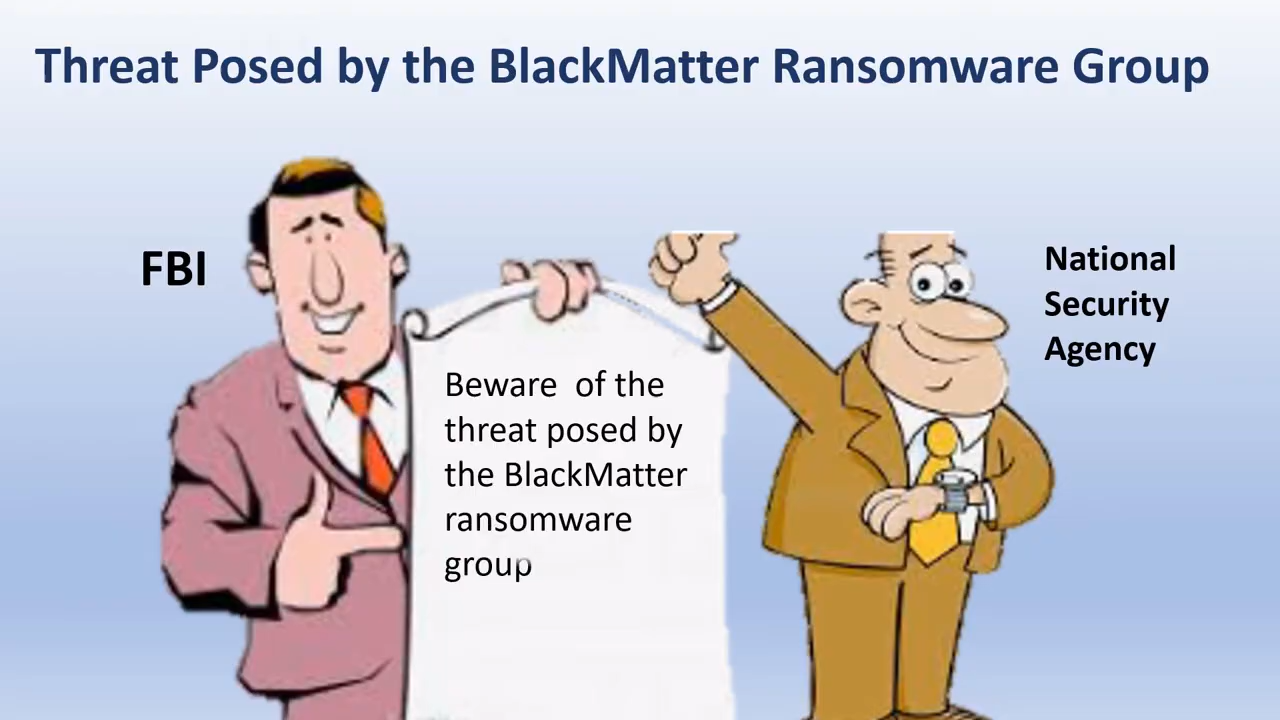 Threat Posed by the BlackMatter Ransomware Group
FBI
National
Security
Agency
Beware  of the
threat posed by
the BlackMatter
ransomware
group